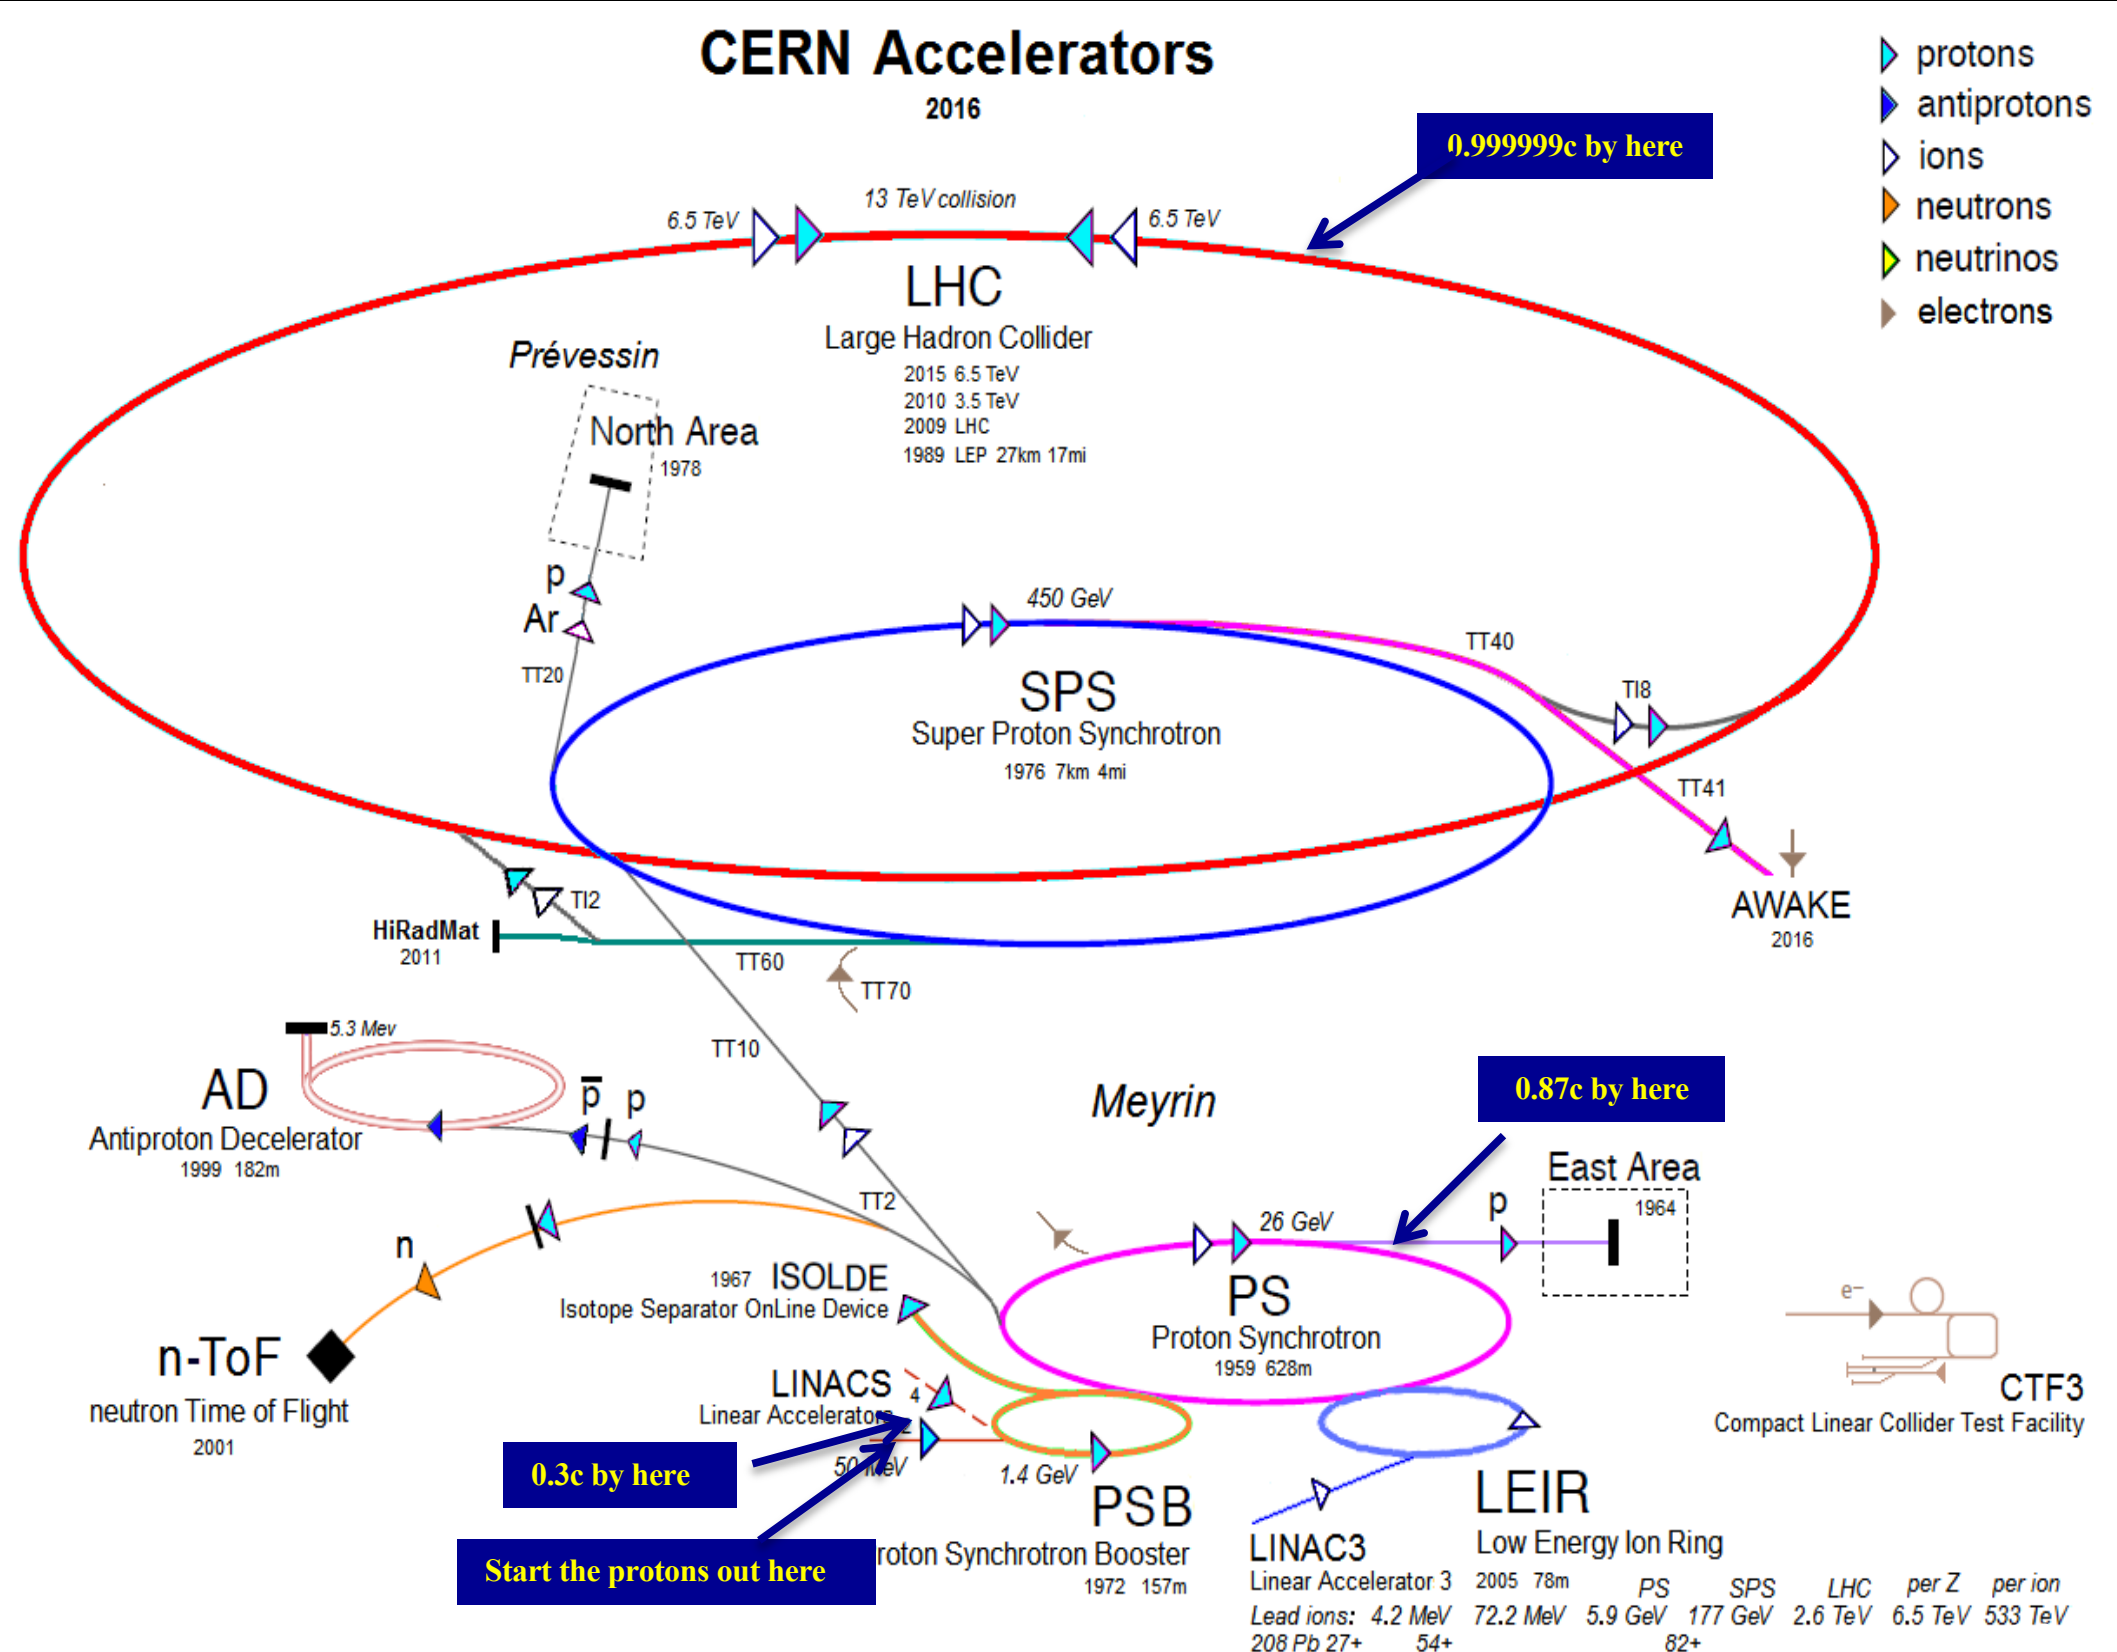 CERN Accelerators
2016
protons
antiprotons
ions
neutrons
neutrinos
electrons
0.999999c by here
6.5 TeV
13 TeV collision
6.5 TeV
LHC
Large Hadron Collider
2015 6.5 TeV
2010 3.5 TeV
2009 LHC
1989 LEP 27km 17mi
Prévessin
North Area
1978
p
Ar
TT20
450 GeV
SPS
Super Proton Synchrotron
1976 7km 4mi
TT40
TI8
TT41
AWAKE
2016
TI2
HiRadMat
2011
TT60
TT70
TT10
5.3 Mev
AD
Antiproton Decelerator
1999 182m
p̅ p
TT2
Meyrin
0.87c by here
East Area
1964
p
26 GeV
PS
Proton Synchrotron
1959 628m
n
n-ToF
neutron Time of Flight
2001
1967 ISOLDE
Isotope Separator OnLine Device
LINACS
Linear Accelerators
4
2
50 MeV
1.4 GeV
0.3c by here
Start the protons out here
PSB
roton Synchrotron Booster
1972 157m
e−
CTF3
Compact Linear Collider Test Facility
LEIR
Low Energy Ion Ring
2005 78m
LINAC3
Linear Accelerator 3
PS SPS LHC per Z per ion
Lead ions: 4.2 MeV 72.2 MeV 5.9 GeV 177 GeV 2.6 TeV 6.5 TeV 533 TeV
208 Pb 27+ 54+ 82+